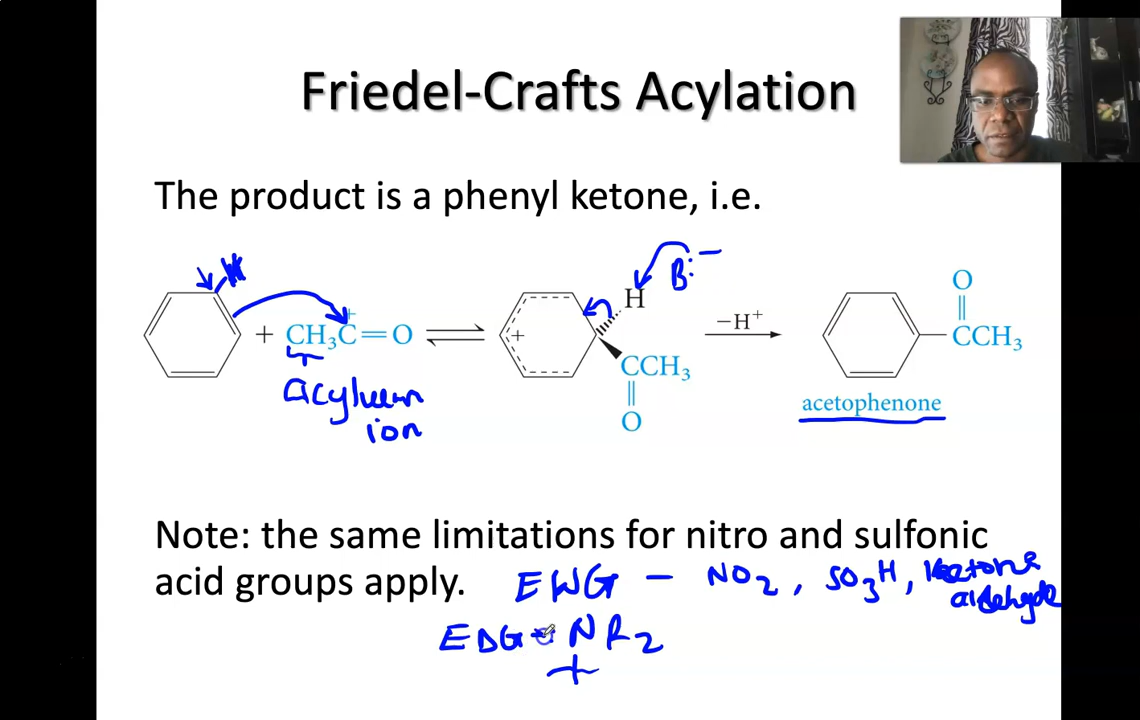 Friedel-Crafts Acylation
The product is a phenyl ketone, i.e.
H
B:−
+ CH₃C⁺=O ⇌ + H −H⁺ O
CCH₃ CCH₃
O
acylium
ion
acetophenone
Note: the same limitations for nitro and sulfonic
acid groups apply. EWG – NO₂, SO₃H, Ketone
aldehyde
EDG – NR₂
+